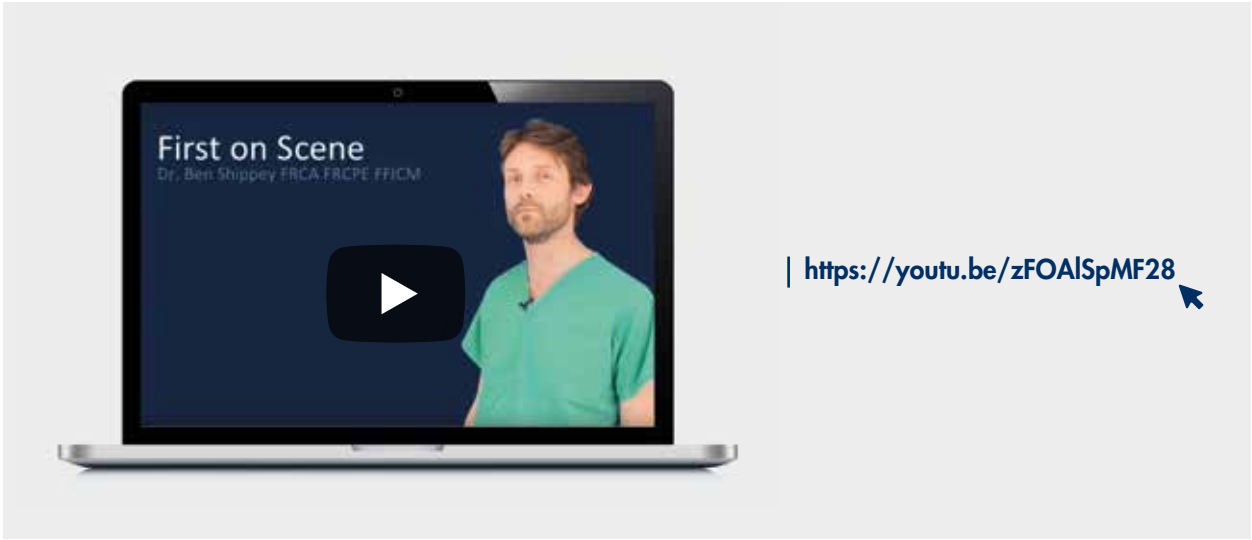 First on Scene
Dr. Ben Shippey FRCA FRCPE FFICM
| https://youtu.be/zFOAlSpMF28